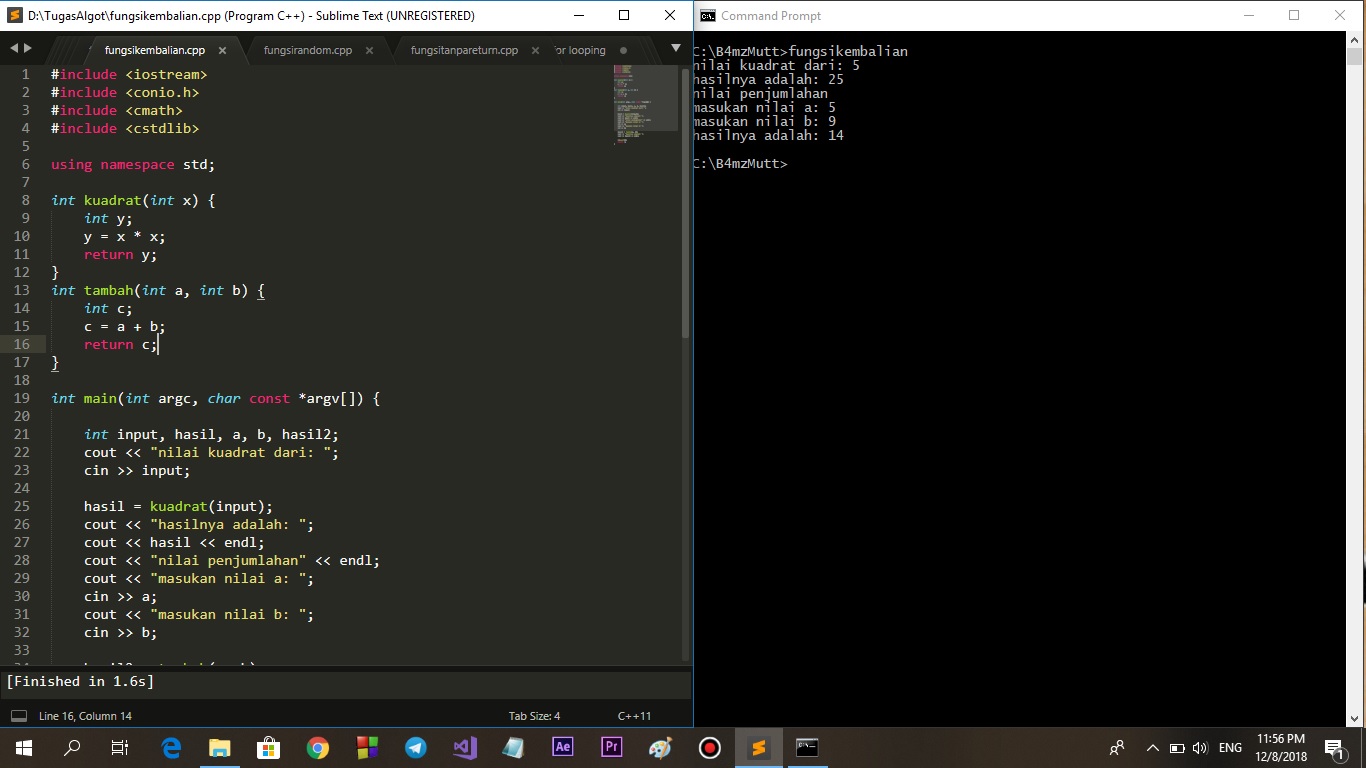 D:\TugasAlgot\fungsikembalian.cpp (Program C++) - Sublime Text (UNREGISTERED)
fungsikembalian.cpp × fungsirandom.cpp × fungsitanpareturn.cpp × for looping
1 #include <iostream>
2 #include <conio.h>
3 #include <cmath>
4 #include <cstdlib>
5
6 using namespace std;
7
8 int kuadrat(int x) {
9 int y;
10 y = x * x;
11 return y;
12 }
13 int tambah(int a, int b) {
14 int c;
15 c = a + b;
16 return c;
17 }
18
19 int main(int argc, char const *argv[]) {
20
21 int input, hasil, a, b, hasil2;
22 cout << "nilai kuadrat dari: ";
23 cin >> input;
24
25 hasil = kuadrat(input);
26 cout << "hasilnya adalah: ";
27 cout << hasil << endl;
28 cout << "nilai penjumlahan" << endl;
29 cout << "masukan nilai a: ";
30 cin >> a;
31 cout << "masukan nilai b: ";
32 cin >> b;
33
[Finished in 1.6s]
Line 16, Column 14 Tab Size: 4 C++11
Command Prompt
C:\B4mzMutt>fungsikembalian
nilai kuadrat dari: 5
hasilnya adalah: 25
nilai penjumlahan
masukan nilai a: 5
masukan nilai b: 9
hasilnya adalah: 14
C:\B4mzMutt>
Ae Pr
ENG
11:56 PM
12/8/2018
1